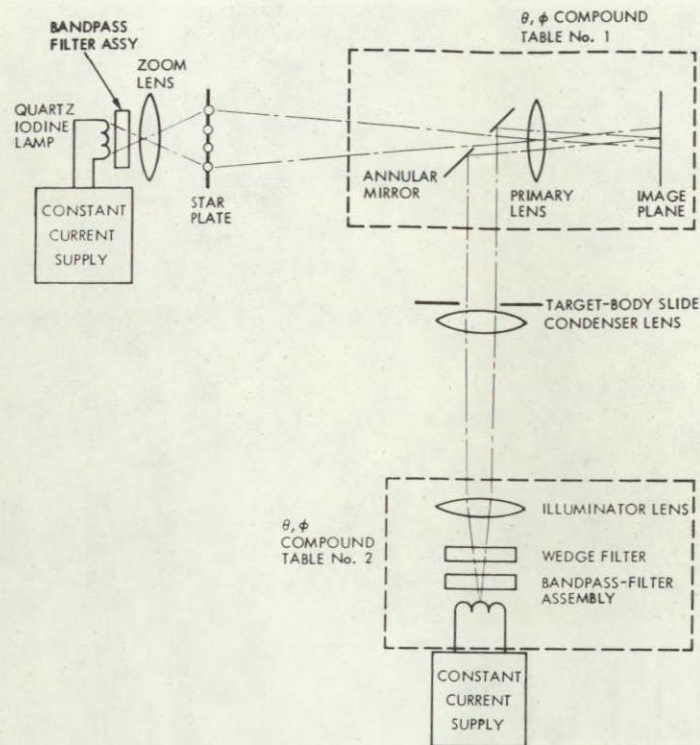 BANDPASS
FILTER ASSY
ZOOM
LENS
QUARTZ
IODINE
LAMP
CONSTANT
CURRENT
SUPPLY
STAR
PLATE
θ, ϕ COMPOUND
TABLE No. 1
ANNULAR
MIRROR
PRIMARY
LENS
IMAGE
PLANE
TARGET-BODY SLIDE
CONDENSER LENS
θ, ϕ
COMPOUND
TABLE No. 2
ILLUMINATOR LENS
WEDGE FILTER
BANDPASS-FILTER
ASSEMBLY
CONSTANT
CURRENT
SUPPLY